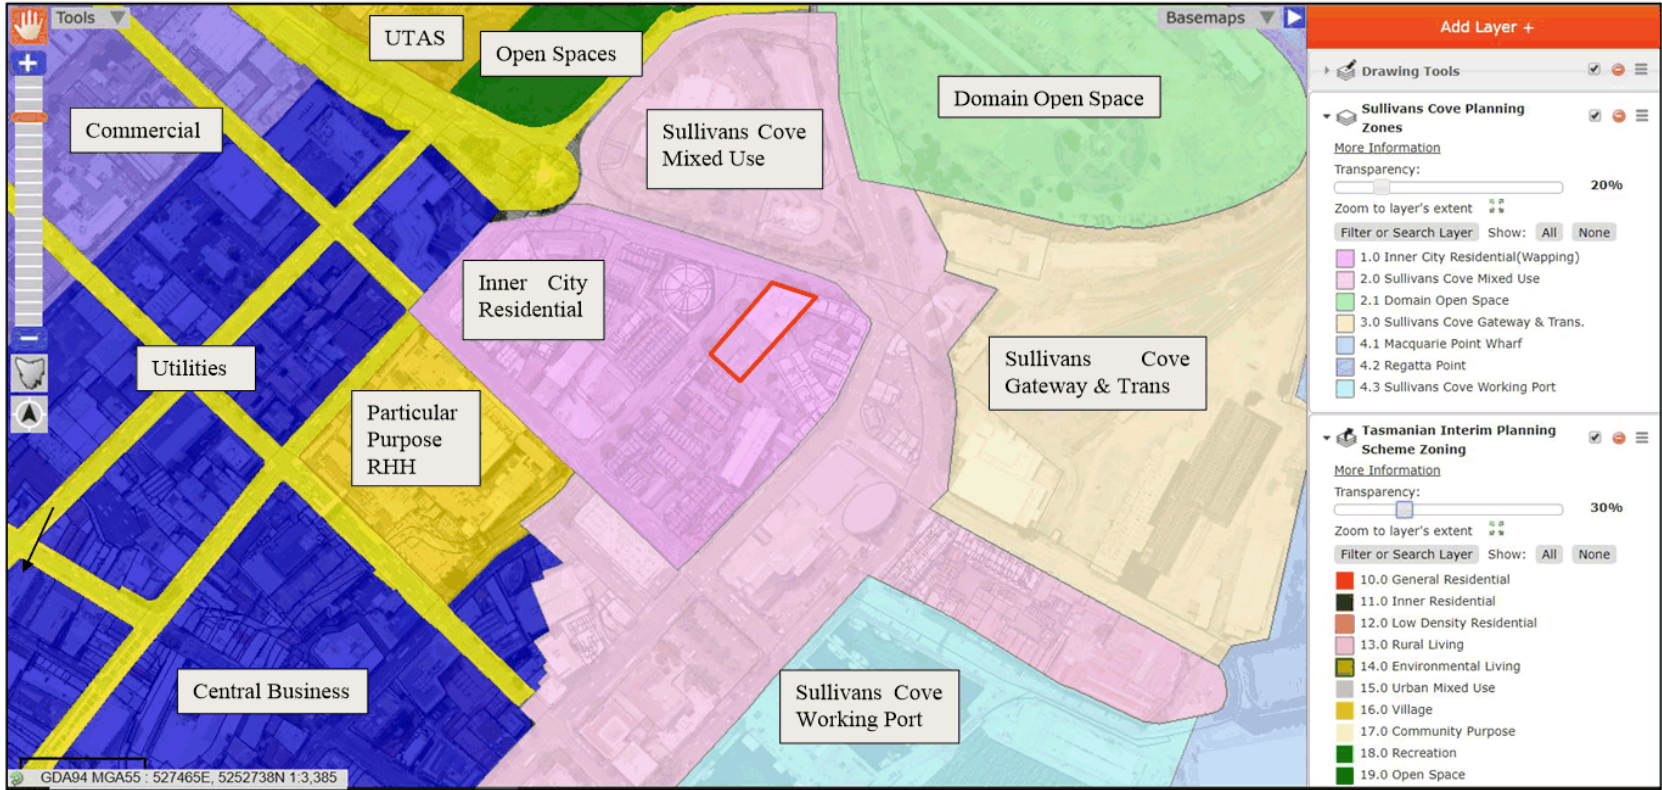 Tools
Basemaps
UTAS
Open Spaces
Commercial
Sullivans Cove
Mixed Use
Domain Open Space
Inner City
Residential
Utilities
Particular
Purpose
RHH
Sullivans Cove
Gateway & Trans
Central Business
Sullivans Cove
Working Port
GDA94 MGA55 : 527465E, 5252738N 1:3,385
Add Layer +
Drawing Tools
Sullivans Cove Planning
Zones
More Information
Transparency:
20%
Zoom to layer's extent
Filter or Search Layer Show: All None
1.0 Inner City Residential(Wapping)
2.0 Sullivans Cove Mixed Use
2.1 Domain Open Space
3.0 Sullivans Cove Gateway & Trans.
4.1 Macquarie Point Wharf
4.2 Regatta Point
4.3 Sullivans Cove Working Port
Tasmanian Interim Planning
Scheme Zoning
More Information
Transparency:
30%
Zoom to layer's extent
Filter or Search Layer Show: All None
10.0 General Residential
11.0 Inner Residential
12.0 Low Density Residential
13.0 Rural Living
14.0 Environmental Living
15.0 Urban Mixed Use
16.0 Village
17.0 Community Purpose
18.0 Recreation
19.0 Open Space